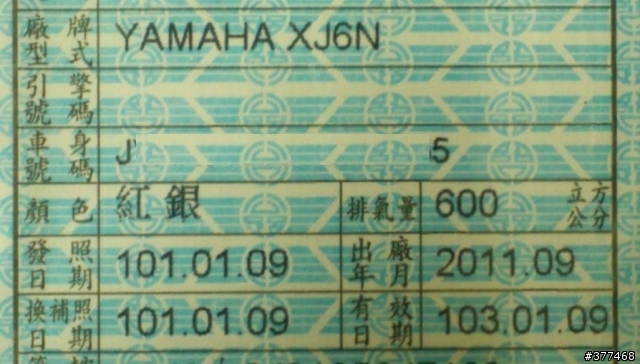 廠牌型式 YAMAHA XJ6N
引擎號碼
車身號碼 J 5
顏色 紅銀 排氣量 600 立方公分
發照日期 101.01.09 出廠年月 2011.09
換補照日期 101.01.09 有效日期 103.01.09
#377468